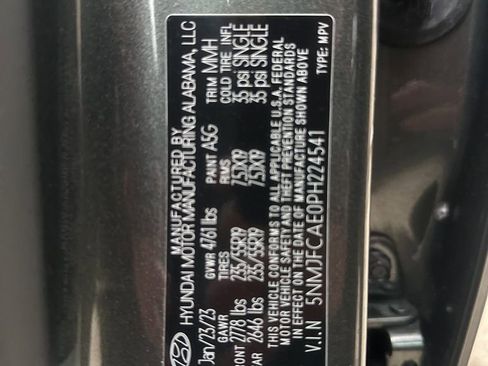 MANUFACTURED BY
HYUNDAI MOTOR MANUFACTURING ALABAMA, LLC
Jan/23/23 GVWR 4761 lbs PAINT A5G TRIM MMH
GAWR TIRES RIMS COLD TIRE INFL
ONT 2778 lbs 235/55R19 7.5JX19 35 psi SINGLE
AR 2646 lbs 235/55R19 7.5JX19 35 psi SINGLE
THIS VEHICLE CONFORMS TO ALL APPLICABLE U.S.A. FEDERAL
MOTOR VEHICLE SAFETY AND THEFT PREVENTION STANDARDS
IN EFFECT ON THE DATE OF MANUFACTURE SHOWN ABOVE
V.I.N 5NMJFCAE0PH224541 TYPE: MPV